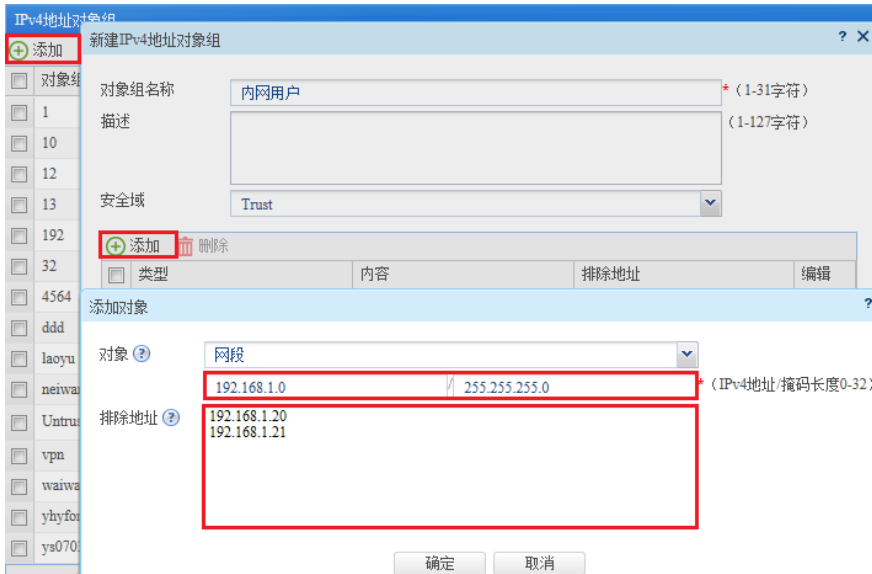 IPv4地址对象组
添加
新建IPv4地址对象组
? X
对象组
对象组名称
内网用户
* (1-31字符)
描述
(1-127字符)
安全域
Trust
添加
删除
类型
内容
排除地址
编辑
1
10
12
13
192
32
4564
ddd
laoyu
vpn
添加对象
?
对象 ?
网段
192.168.1.0 / 255.255.255.0
* (IPv4地址/掩码长度0-32)
排除地址 ?
192.168.1.20
192.168.1.21
确定
取消